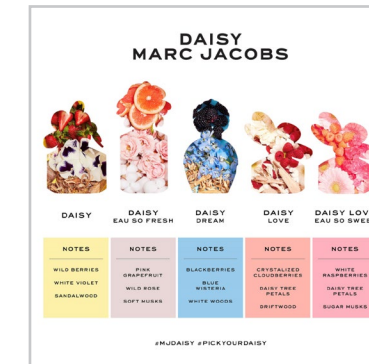 DAISY
MARC JACOBS
DAISY
DAISY
EAU SO FRESH
DAISY
DREAM
DAISY
LOVE
DAISY LOV
EAU SO SWEE
NOTES
WILD BERRIES
WHITE VIOLET
SANDALWOOD
NOTES
PINK
GRAPEFRUIT
WILD ROSE
SOFT MUSKS
NOTES
BLACKBERRIES
BLUE
WISTERIA
WHITE WOODS
NOTES
CRYSTALIZED
CLOUDBERRIES
DAISY TREE
PETALS
DRIFTWOOD
NOTES
WHITE
RASPBERRIES
DAISY TREE
PETALS
SUGAR MUSKS
#MJDAISY #PICKYOURDAISY